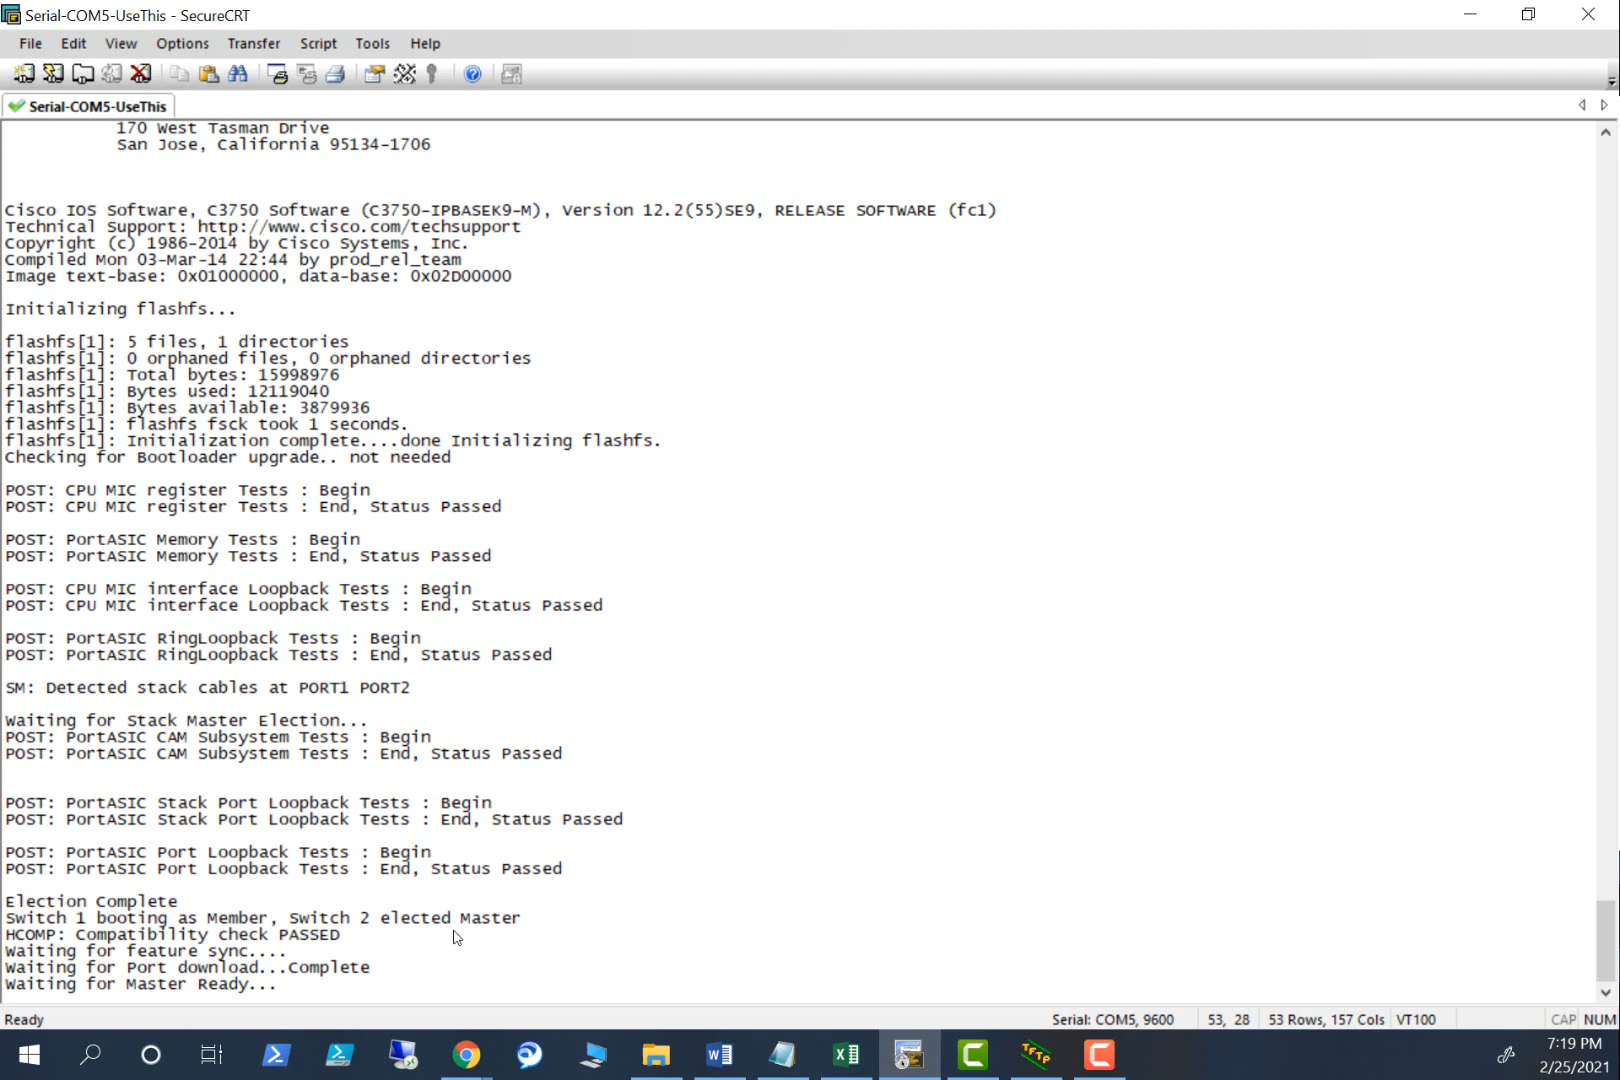 Serial-COM5-UseThis - SecureCRT
File Edit View Options Transfer Script Tools Help
Serial-COM5-UseThis
170 West Tasman Drive
San Jose, California 95134-1706
Cisco IOS Software, C3750 Software (C3750-IPBASEK9-M), Version 12.2(55)SE9, RELEASE SOFTWARE (fc1)
Technical Support: http://www.cisco.com/techsupport
Copyright (c) 1986-2014 by Cisco Systems, Inc.
Compiled Mon 03-Mar-14 22:44 by prod_rel_team
Image text-base: 0x01000000, data-base: 0x02D00000
Initializing flashfs...
flashfs[1]: 5 files, 1 directories
flashfs[1]: 0 orphaned files, 0 orphaned directories
flashfs[1]: Total bytes: 15998976
flashfs[1]: Bytes used: 12119040
flashfs[1]: Bytes available: 3879936
flashfs[1]: flashfs fsck took 1 seconds.
flashfs[1]: Initialization complete....done Initializing flashfs.
Checking for Bootloader upgrade.. not needed
POST: CPU MIC register Tests : Begin
POST: CPU MIC register Tests : End, Status Passed
POST: PortASIC Memory Tests : Begin
POST: PortASIC Memory Tests : End, Status Passed
POST: CPU MIC interface Loopback Tests : Begin
POST: CPU MIC interface Loopback Tests : End, Status Passed
POST: PortASIC RingLoopback Tests : Begin
POST: PortASIC RingLoopback Tests : End, Status Passed
SM: Detected stack cables at PORT1 PORT2
Waiting for Stack Master Election...
POST: PortASIC CAM Subsystem Tests : Begin
POST: PortASIC CAM Subsystem Tests : End, Status Passed
POST: PortASIC Stack Port Loopback Tests : Begin
POST: PortASIC Stack Port Loopback Tests : End, Status Passed
POST: PortASIC Port Loopback Tests : Begin
POST: PortASIC Port Loopback Tests : End, Status Passed
Election Complete
Switch 1 booting as Member, Switch 2 elected Master
HCOMP: Compatibility check PASSED
Waiting for feature sync....
Waiting for Port download...Complete
Waiting for Master Ready...
Ready Serial: COM5, 9600 53, 28 53 Rows, 157 Cols VT100 CAP NUM
TFTP
7:19 PM
2/25/2021